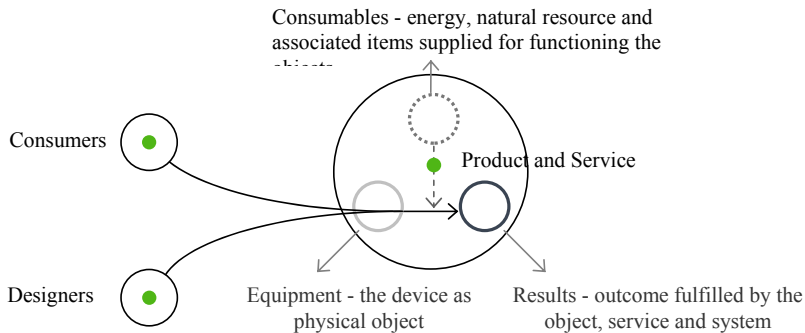 Consumables - energy, natural resource and
associated items supplied for functioning the
objects
Consumers
Product and Service
Designers
Equipment - the device as
physical object
Results - outcome fulfilled by the
object, service and system